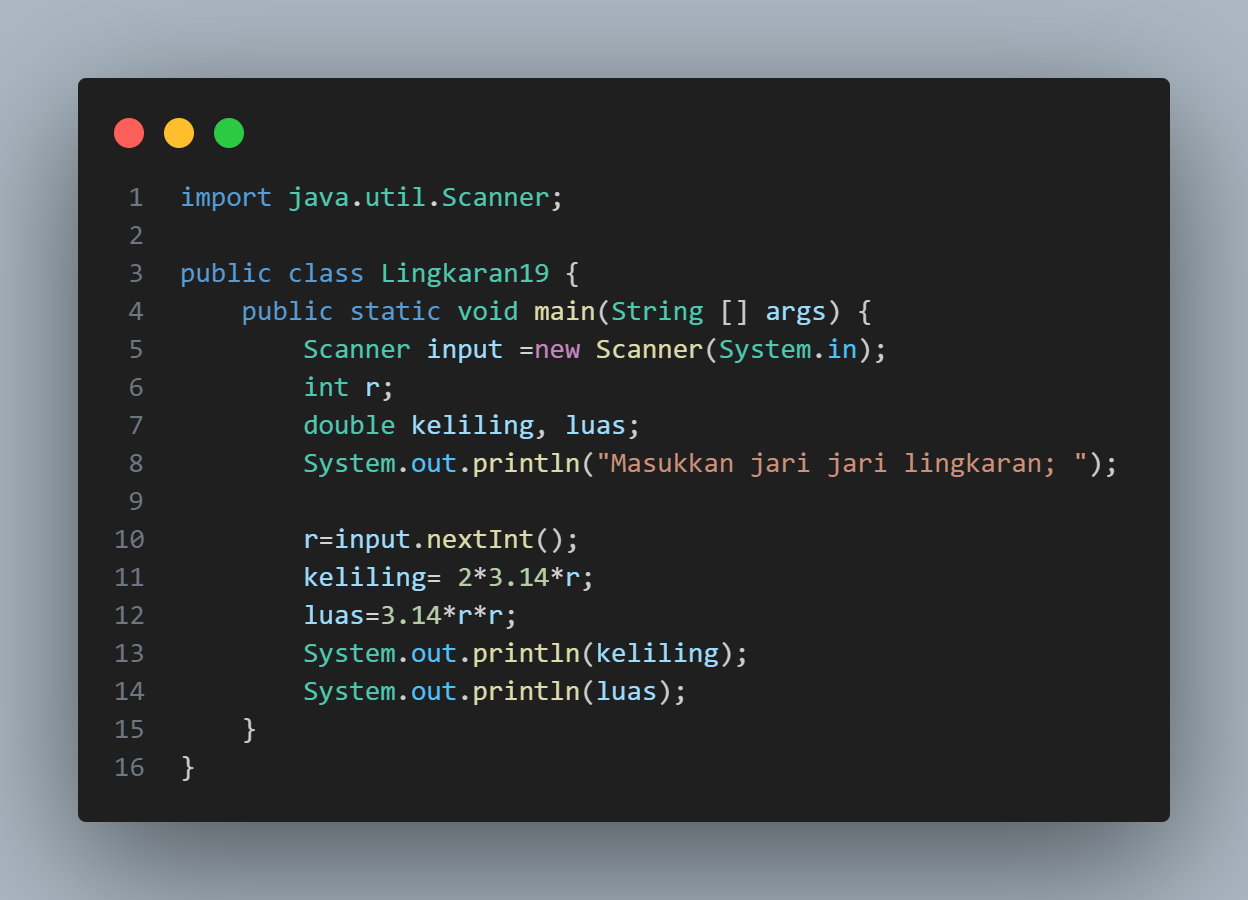 1 import java.util.Scanner;
2
3 public class Lingkaran19 {
4     public static void main(String [] args) {
5         Scanner input =new Scanner(System.in);
6         int r;
7         double keliling, luas;
8         System.out.println("Masukkan jari jari lingkaran; ");
9
10         r=input.nextInt();
11         keliling= 2*3.14*r;
12         luas=3.14*r*r;
13         System.out.println(keliling);
14         System.out.println(luas);
15     }
16 }